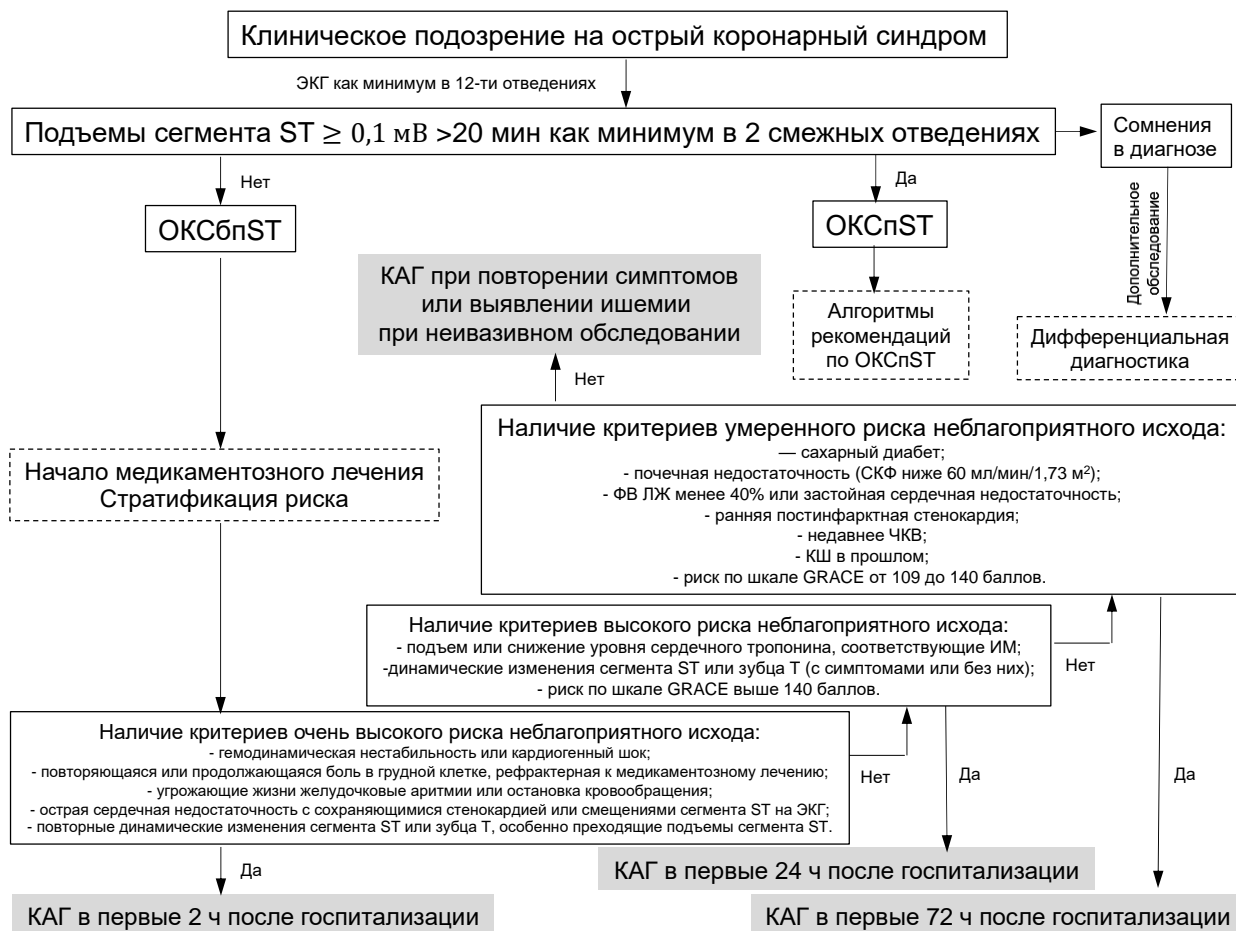 Клиническое подозрение на острый коронарный синдром
ЭКГ как минимум в 12-ти отведениях
Подъемы сегмента ST ≥ 0,1 мВ >20 мин как минимум в 2 смежных отведениях
Сомнения
в диагнозе
Нет
Да
ОКСбпST
ОКСпST
Дополнительное
обследование
КАГ при повторении симптомов
или выявлении ишемии
при неивазивном обследовании
Алгоритмы
рекомендаций
по ОКСпST
Дифференциальная
диагностика
Нет
Наличие критериев умеренного риска неблагоприятного исхода:
— сахарный диабет;
- почечная недостаточность (СКФ ниже 60 мл/мин/1,73 м²);
- ФВ ЛЖ менее 40% или застойная сердечная недостаточность;
- ранняя постинфарктная стенокардия;
- недавнее ЧКВ;
- КШ в прошлом;
- риск по шкале GRACE от 109 до 140 баллов.
Начало медикаментозного лечения
Стратификация риска
Наличие критериев высокого риска неблагоприятного исхода:
- подъем или снижение уровня сердечного тропонина, соответствующие ИМ;
-динамические изменения сегмента ST или зубца Т (с симптомами или без них);
- риск по шкале GRACE выше 140 баллов.
Нет
Наличие критериев очень высокого риска неблагоприятного исхода:
- гемодинамическая нестабильность или кардиогенный шок;
- повторяющаяся или продолжающаяся боль в грудной клетке, рефрактерная к медикаментозному лечению;
- угрожающие жизни желудочковые аритмии или остановка кровообращения;
- острая сердечная недостаточность с сохраняющимися стенокардией или смещениями сегмента ST на ЭКГ;
- повторные динамические изменения сегмента ST или зубца Т, особенно преходящие подъемы сегмента ST.
Нет
Да
Да
Да
КАГ в первые 24 ч после госпитализации
КАГ в первые 2 ч после госпитализации
КАГ в первые 72 ч после госпитализации